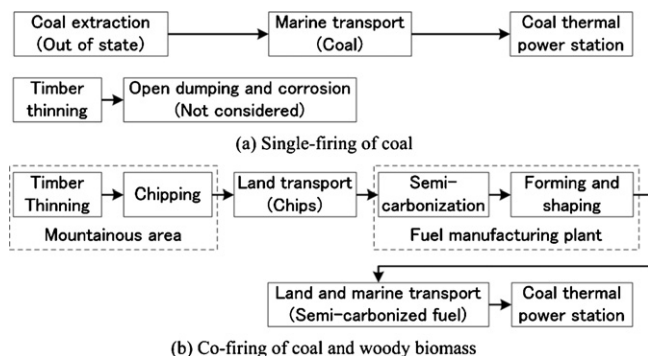 Coal extraction
(Out of state)
Marine transport
(Coal)
Coal thermal
power station
Timber
thinning
Open dumping and corrosion
(Not considered)
(a) Single-firing of coal
Timber
Thinning
Chipping
Mountainous area
Land transport
(Chips)
Semi-
carbonization
Forming and
shaping
Fuel manufacturing plant
Land and marine transport
(Semi-carbonized fuel)
Coal thermal
power station
(b) Co-firing of coal and woody biomass